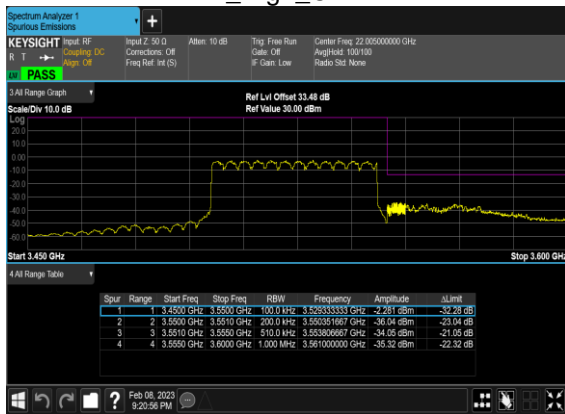 Spectrum Analyzer 1
Spurious Emissions
+
KEYSIGHT Input: RF Input Z: 50 Ω Atten: 10 dB Trig: Free Run Center Freq: 22.005000000 GHz
R T Coupling: DC Corrections: Off Gate: Off Avg|Hold: 100/100
Align: Off Freq Ref: Int (S) IF Gain: Low Radio Std: None
PASS
3 All Range Graph
Ref Lvl Offset 33.48 dB
Scale/Div 10.0 dB Ref Value 30.00 dBm
Log
20.0
10.0
0.00
-10.0
-20.0
-30.0
-40.0
-50.0
-60.0
Start 3.450 GHz Stop 3.600 GHz
4 All Range Table
Spur Range Start Freq Stop Freq RBW Frequency Amplitude ΔLimit
1 1 3.4500 GHz 3.5500 GHz 100.0 kHz 3.529333333 GHz -2.281 dBm -32.28 dB
2 2 3.5500 GHz 3.5510 GHz 200.0 kHz 3.550351667 GHz -36.04 dBm -23.04 dB
3 3 3.5510 GHz 3.5550 GHz 510.0 kHz 3.553806667 GHz -34.05 dBm -21.05 dB
4 4 3.5550 GHz 3.6000 GHz 1.000 MHz 3.561000000 GHz -35.32 dBm -22.32 dB
? Feb 08, 2023
9:20:56 PM